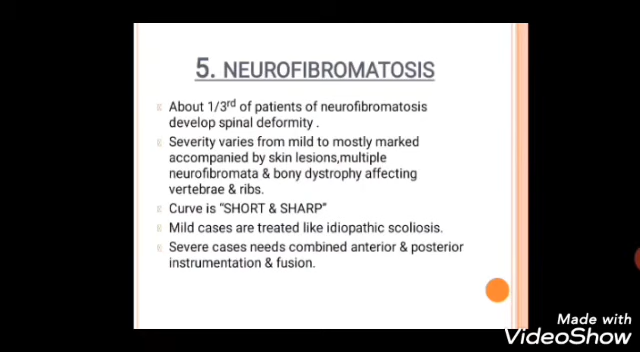 5. NEUROFIBROMATOSIS
About 1/3rd of patients of neurofibromatosis
develop spinal deformity .
Severity varies from mild to mostly marked
accompanied by skin lesions,multiple
neurofibromata & bony dystrophy affecting
vertebrae & ribs.
Curve is “SHORT & SHARP”
Mild cases are treated like idiopathic scoliosis.
Severe cases needs combined anterior & posterior
instrumentation & fusion.
Made with
VideoShow